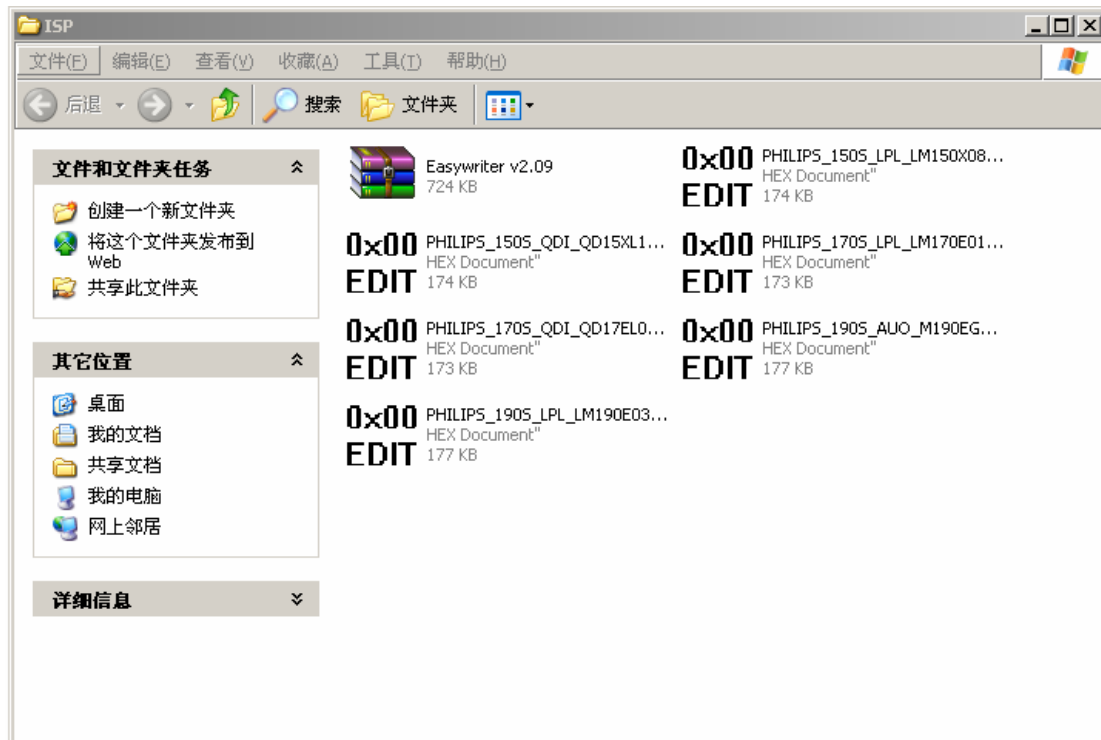 ISP
文件(F) 编辑(E) 查看(V) 收藏(A) 工具(T) 帮助(H)
后退 搜索 文件夹
文件和文件夹任务
创建一个新文件夹
将这个文件夹发布到
Web
共享此文件夹
其它位置
桌面
我的文档
共享文档
我的电脑
网上邻居
详细信息
Easywriter v2.09
724 KB
0x00 EDIT
PHILIPS_150S_LPL_LM150X08...
HEX Document"
174 KB
0x00 EDIT
PHILIPS_150S_QDI_QD15XL1...
HEX Document"
174 KB
0x00 EDIT
PHILIPS_170S_LPL_LM170E01...
HEX Document"
173 KB
0x00 EDIT
PHILIPS_170S_QDI_QD17EL0...
HEX Document"
173 KB
0x00 EDIT
PHILIPS_190S_AUO_M190EG...
HEX Document"
177 KB
0x00 EDIT
PHILIPS_190S_LPL_LM190E03...
HEX Document"
177 KB